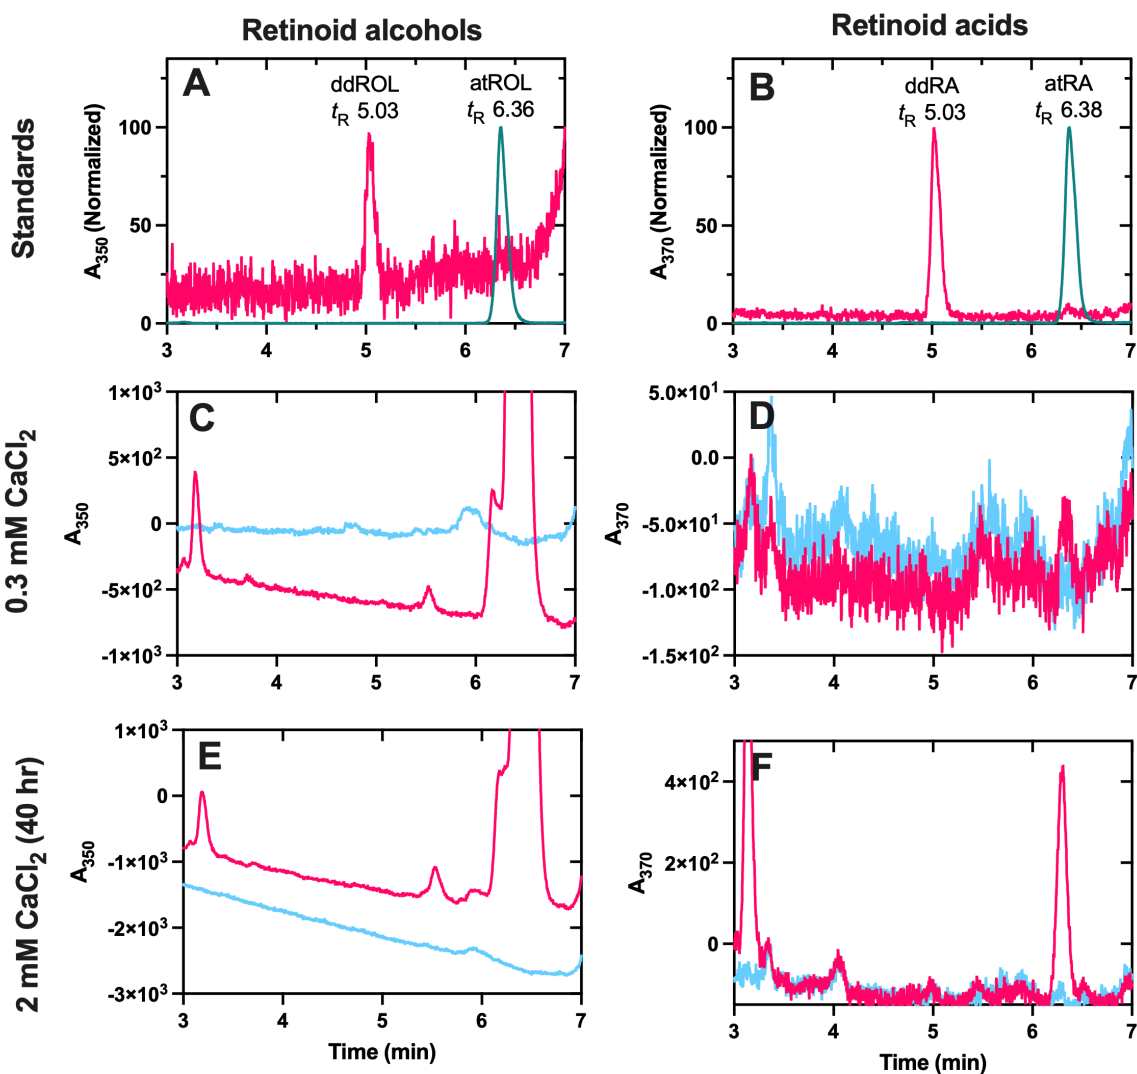 Retinoid alcohols
Retinoid acids
Standards
A
ddROL
tR 5.03
atROL
tR 6.36
A350 (Normalized)
100
50
0
3 4 5 6 7
B
ddRA
tR 5.03
atRA
tR 6.38
A370 (Normalized)
100
50
0
3 4 5 6 7
0.3 mM CaCl2
C
A350
1×10³
5×10²
0
-5×10²
-1×10³
3 4 5 6 7
D
A370
5.0×10¹
0.0
-5.0×10¹
-1.0×10²
-1.5×10²
3 4 5 6 7
2 mM CaCl2 (40 hr)
E
A350
1×10³
0
-1×10³
-2×10³
-3×10³
3 4 5 6 7
Time (min)
F
A370
4×10²
2×10²
0
3 4 5 6 7
Time (min)